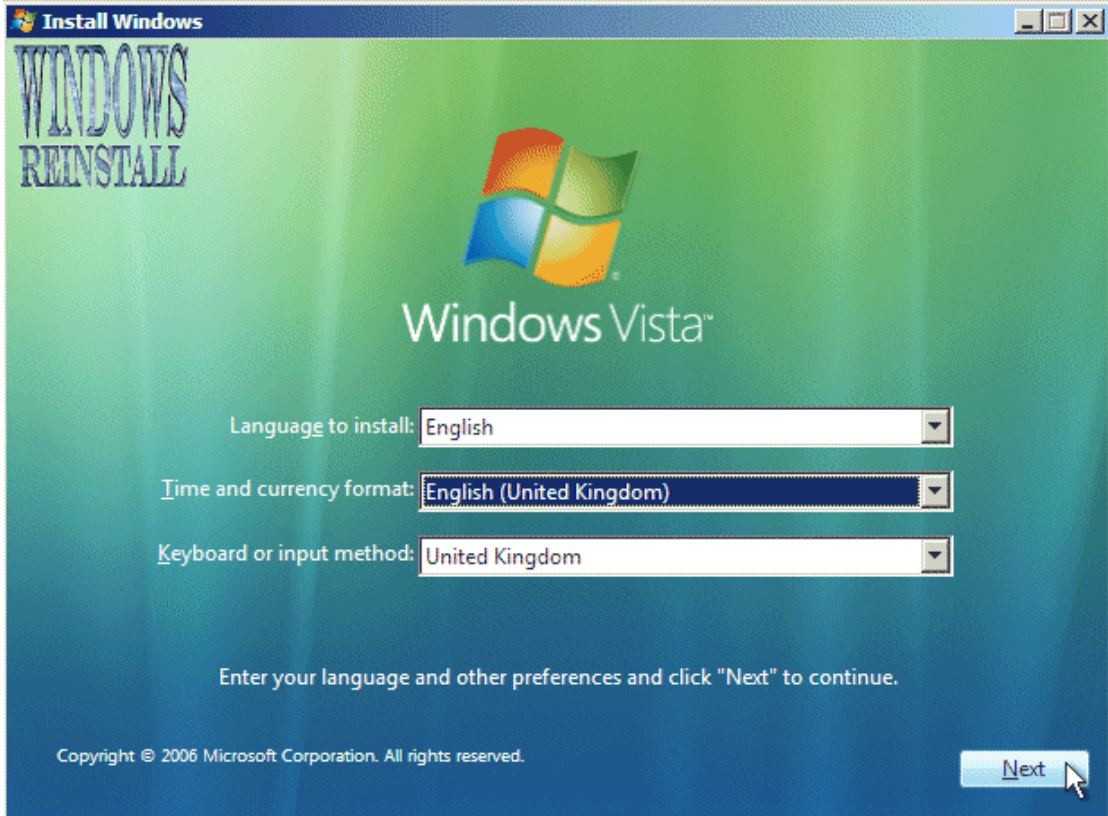 Install Windows
WINDOWS
REINSTALL
Windows Vista™
Language to install: English
Time and currency format: English (United Kingdom)
Keyboard or input method: United Kingdom
Enter your language and other preferences and click "Next" to continue.
Copyright © 2006 Microsoft Corporation. All rights reserved.
Next